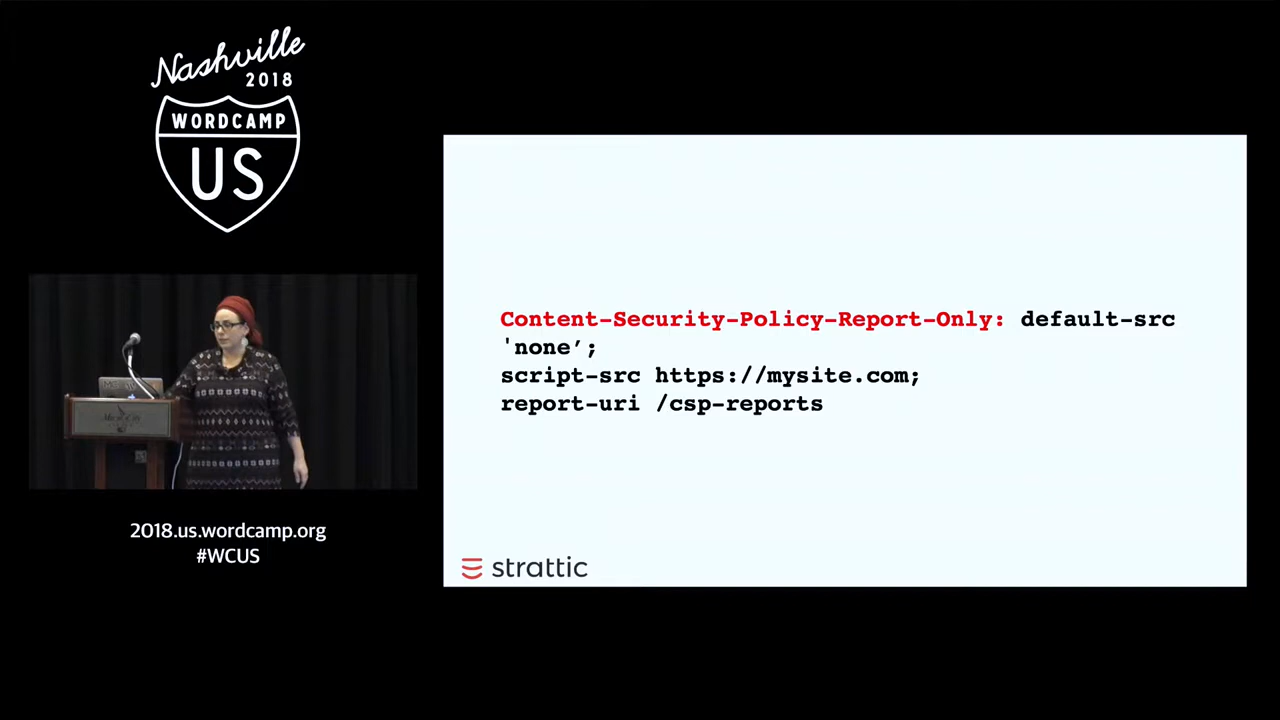 Nashville
2018
WORDCAMP
US
Content-Security-Policy-Report-Only: default-src
'none’;
script-src https://mysite.com;
report-uri /csp-reports
2018.us.wordcamp.org
#WCUS
strattic